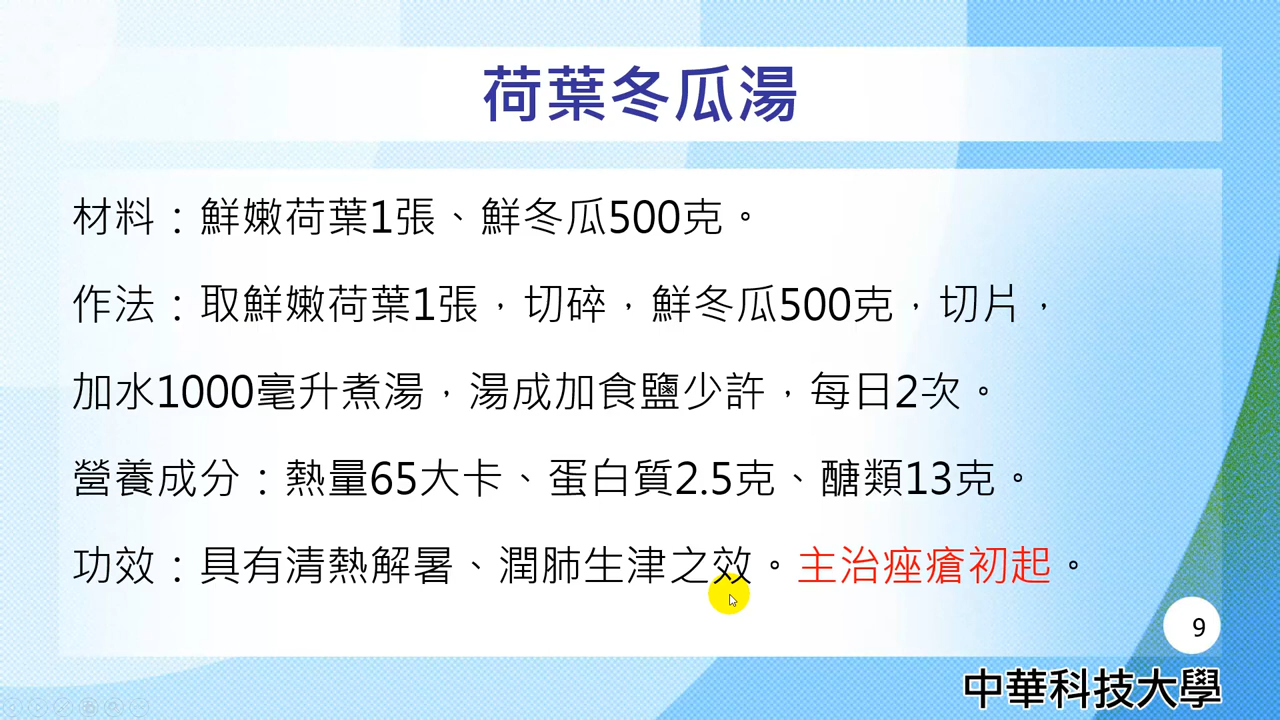 荷葉冬瓜湯
材料：鮮嫩荷葉1張、鮮冬瓜500克。
作法：取鮮嫩荷葉1張，切碎，鮮冬瓜500克，切片，
加水1000毫升煮湯，湯成加食鹽少許，每日2次。
營養成分：熱量65大卡、蛋白質2.5克、醣類13克。
功效：具有清熱解暑、潤肺生津之效。主治痤瘡初起。
9
中華科技大學